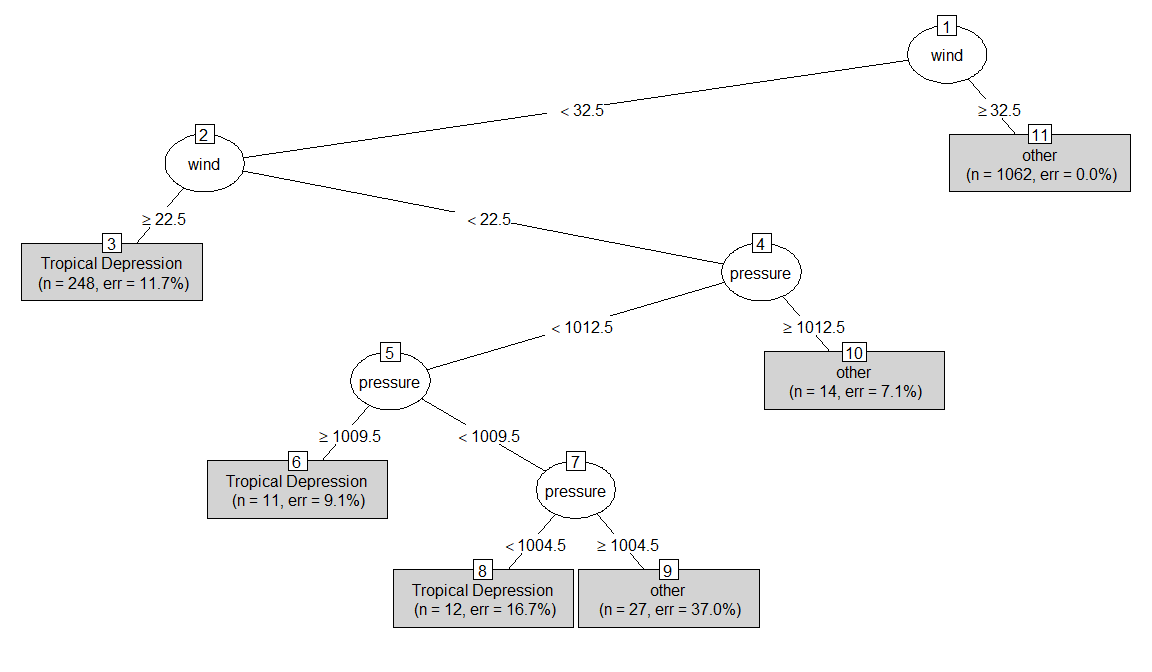 1
wind
< 32.5
≥ 32.5
2
wind
11
other
(n = 1062, err = 0.0%)
≥ 22.5
< 22.5
3
Tropical Depression
(n = 248, err = 11.7%)
4
pressure
< 1012.5
≥ 1012.5
5
pressure
10
other
(n = 14, err = 7.1%)
≥ 1009.5
< 1009.5
6
Tropical Depression
(n = 11, err = 9.1%)
7
pressure
< 1004.5
≥ 1004.5
8
Tropical Depression
(n = 12, err = 16.7%)
9
other
(n = 27, err = 37.0%)